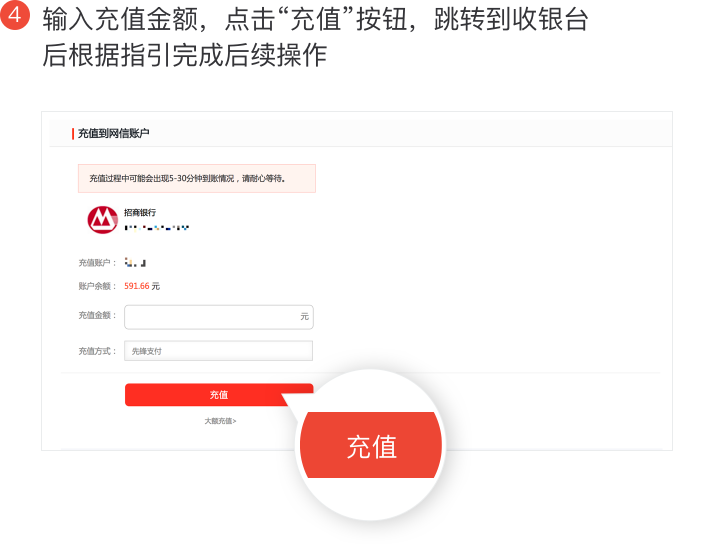 4
输入充值金额，点击“充值”按钮，跳转到收银台
后根据指引完成后续操作
充值到网信账户
充值过程中可能会出现5-30分钟到账情况，请耐心等待。
招商银行
充值账户：
账户余额： 591.66 元
充值金额： 元
充值方式： 先锋支付
充值
大额充值>
充值